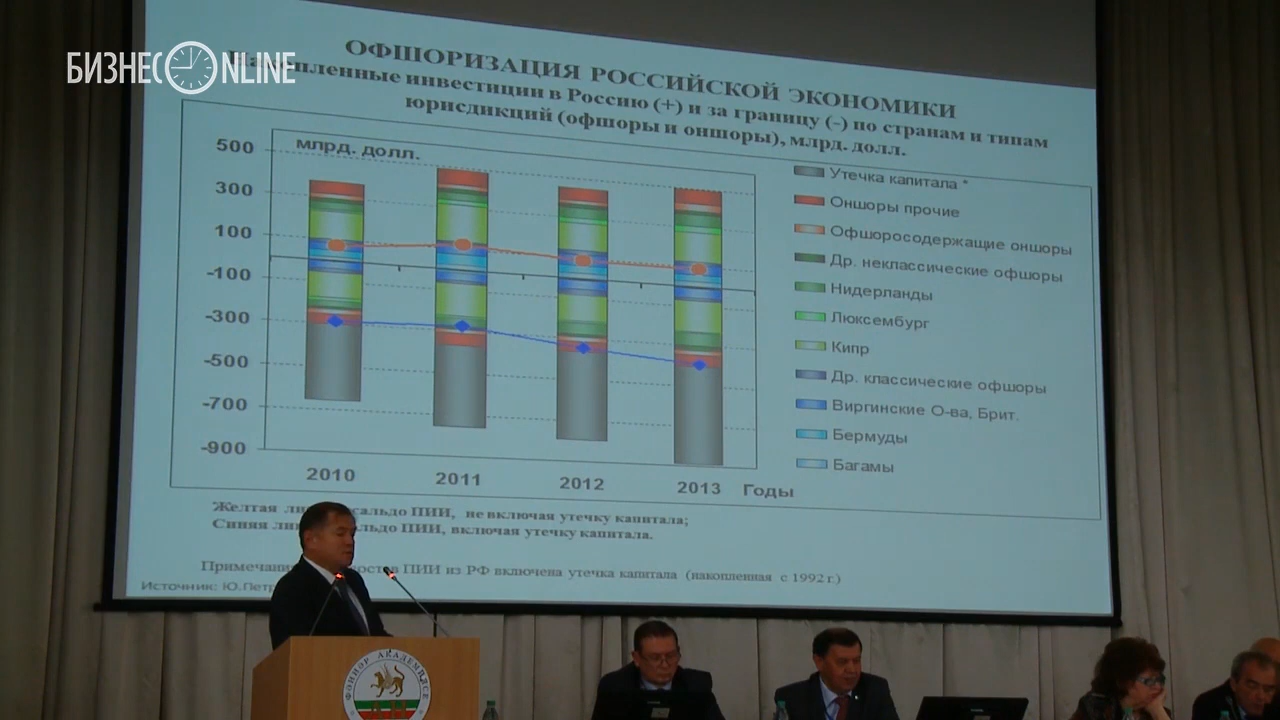 БИЗНЕС ONLINE
ОФШОРИЗАЦИЯ РОССИЙСКОЙ ЭКОНОМИКИ
Накопленные инвестиции в Россию (+) и за границу (-) по странам и типам
юрисдикций (офшоры и оншоры), млрд. долл.
млрд. долл.
500
300
100
-100
-300
-500
-700
-900
2010
2011
2012
2013
Годы
Утечка капитала *
Оншоры прочие
Офшоросодержащие оншоры
Др. неклассические офшоры
Нидерланды
Люксембург
Кипр
Др. классические офшоры
Виргинские О-ва, Брит.
Бермуды
Багамы
Желтая сальдо ПИИ, не включая утечку капитала;
Синяя ПИИ, включая утечку капитала.
ПИИ из РФ включена утечка капитала (накопленная с 1992 г.)
Источник: Ю.